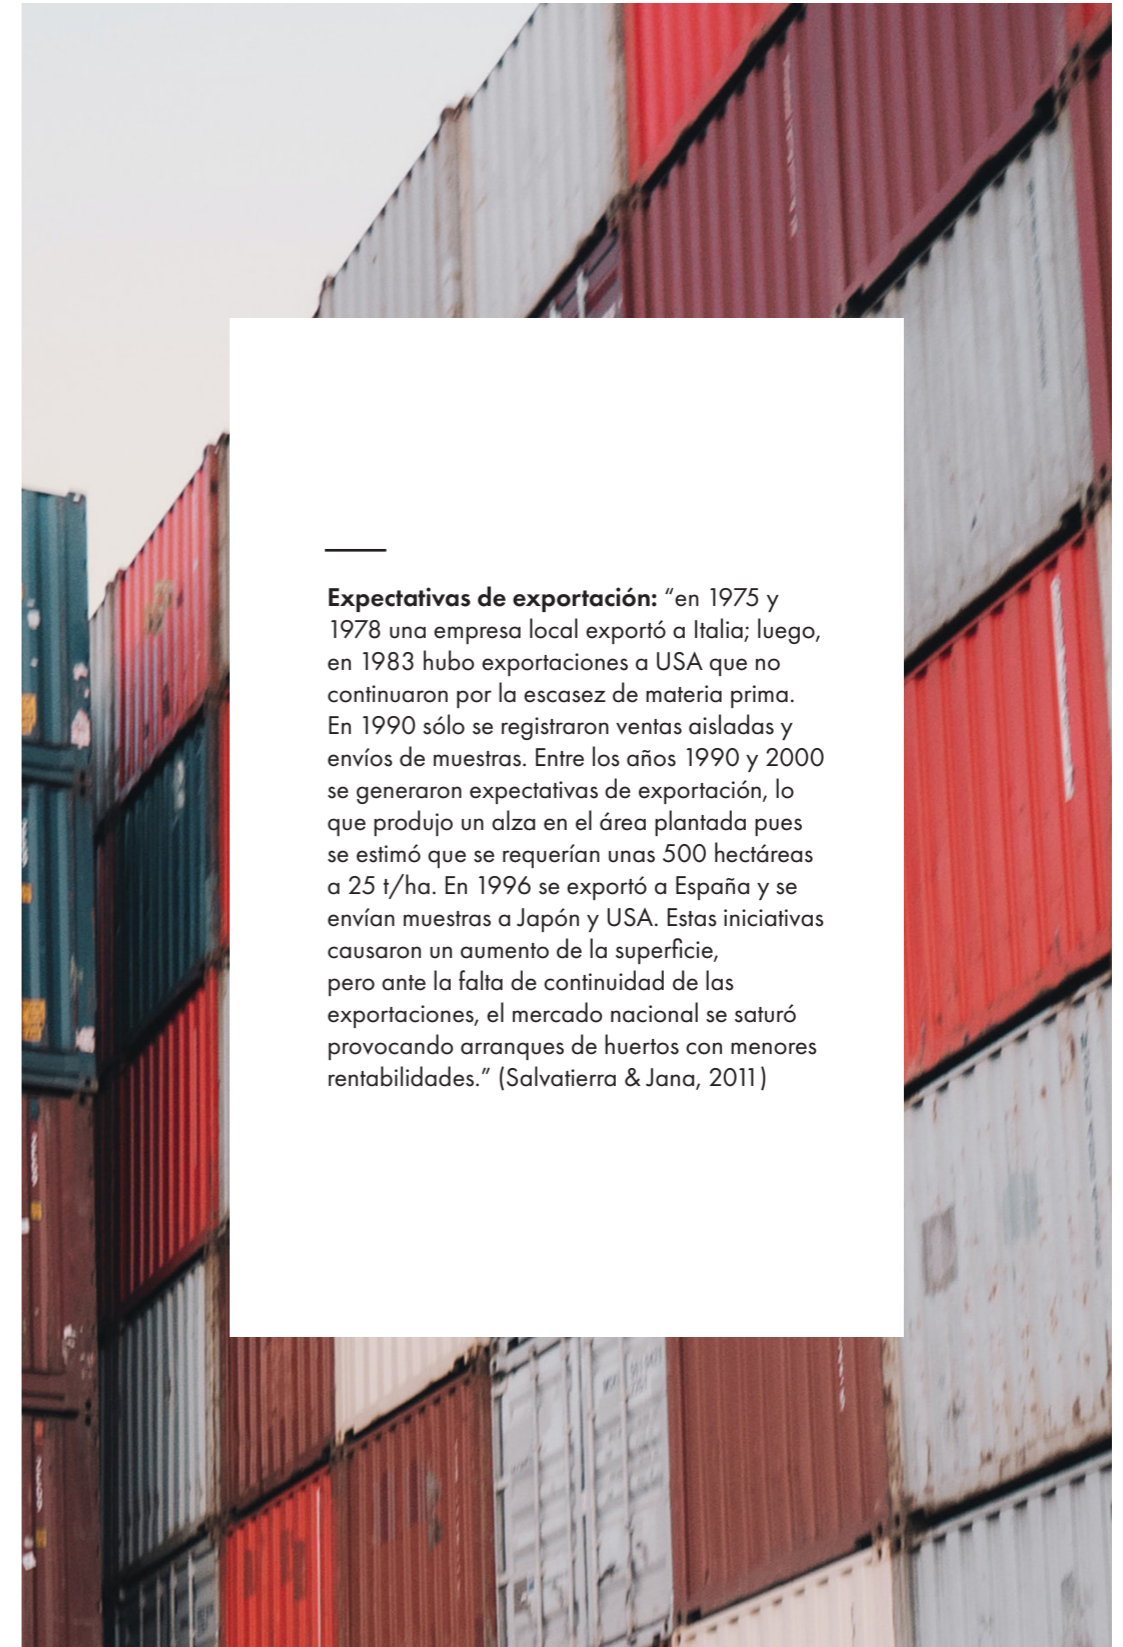 Expectativas de exportación: “en 1975 y
1978 una empresa local exportó a Italia; luego,
en 1983 hubo exportaciones a USA que no
continuaron por la escasez de materia prima.
En 1990 sólo se registraron ventas aisladas y
envíos de muestras. Entre los años 1990 y 2000
se generaron expectativas de exportación, lo
que produjo un alza en el área plantada pues
se estimó que se requerían unas 500 hectáreas
a 25 t/ha. En 1996 se exportó a España y se
envían muestras a Japón y USA. Estas iniciativas
causaron un aumento de la superficie,
pero ante la falta de continuidad de las
exportaciones, el mercado nacional se saturó
provocando arranques de huertos con menores
rentabilidades.” (Salvatierra & Jana, 2011)